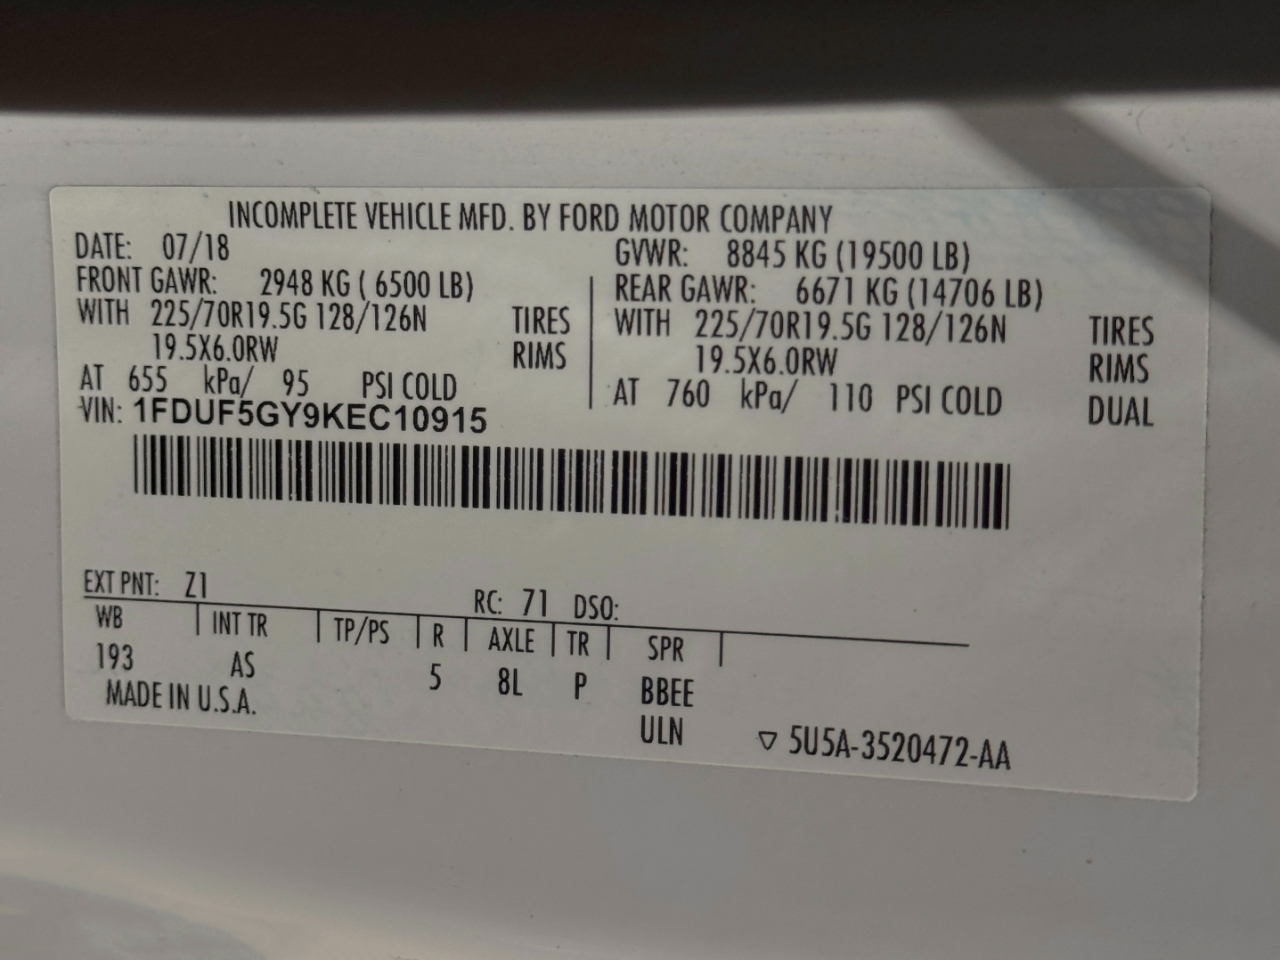 INCOMPLETE VEHICLE MFD. BY FORD MOTOR COMPANY
DATE: 07/18
GVWR: 8845 KG (19500 LB)
FRONT GAWR: 2948 KG ( 6500 LB)
REAR GAWR: 6671 KG (14706 LB)
WITH 225/70R19.5G 128/126N TIRES
WITH 225/70R19.5G 128/126N TIRES
19.5X6.0RW RIMS
19.5X6.0RW RIMS
AT 655 kPa/ 95 PSI COLD
AT 760 kPa/ 110 PSI COLD DUAL
VIN: 1FDUF5GY9KEC10915
EXT PNT: Z1 RC: 71 DSO:
WB INT TR TP/PS R AXLE TR SPR
193 AS 5 8L P BBEE
MADE IN U.S.A. ULN ▽ 5U5A-3520472-AA